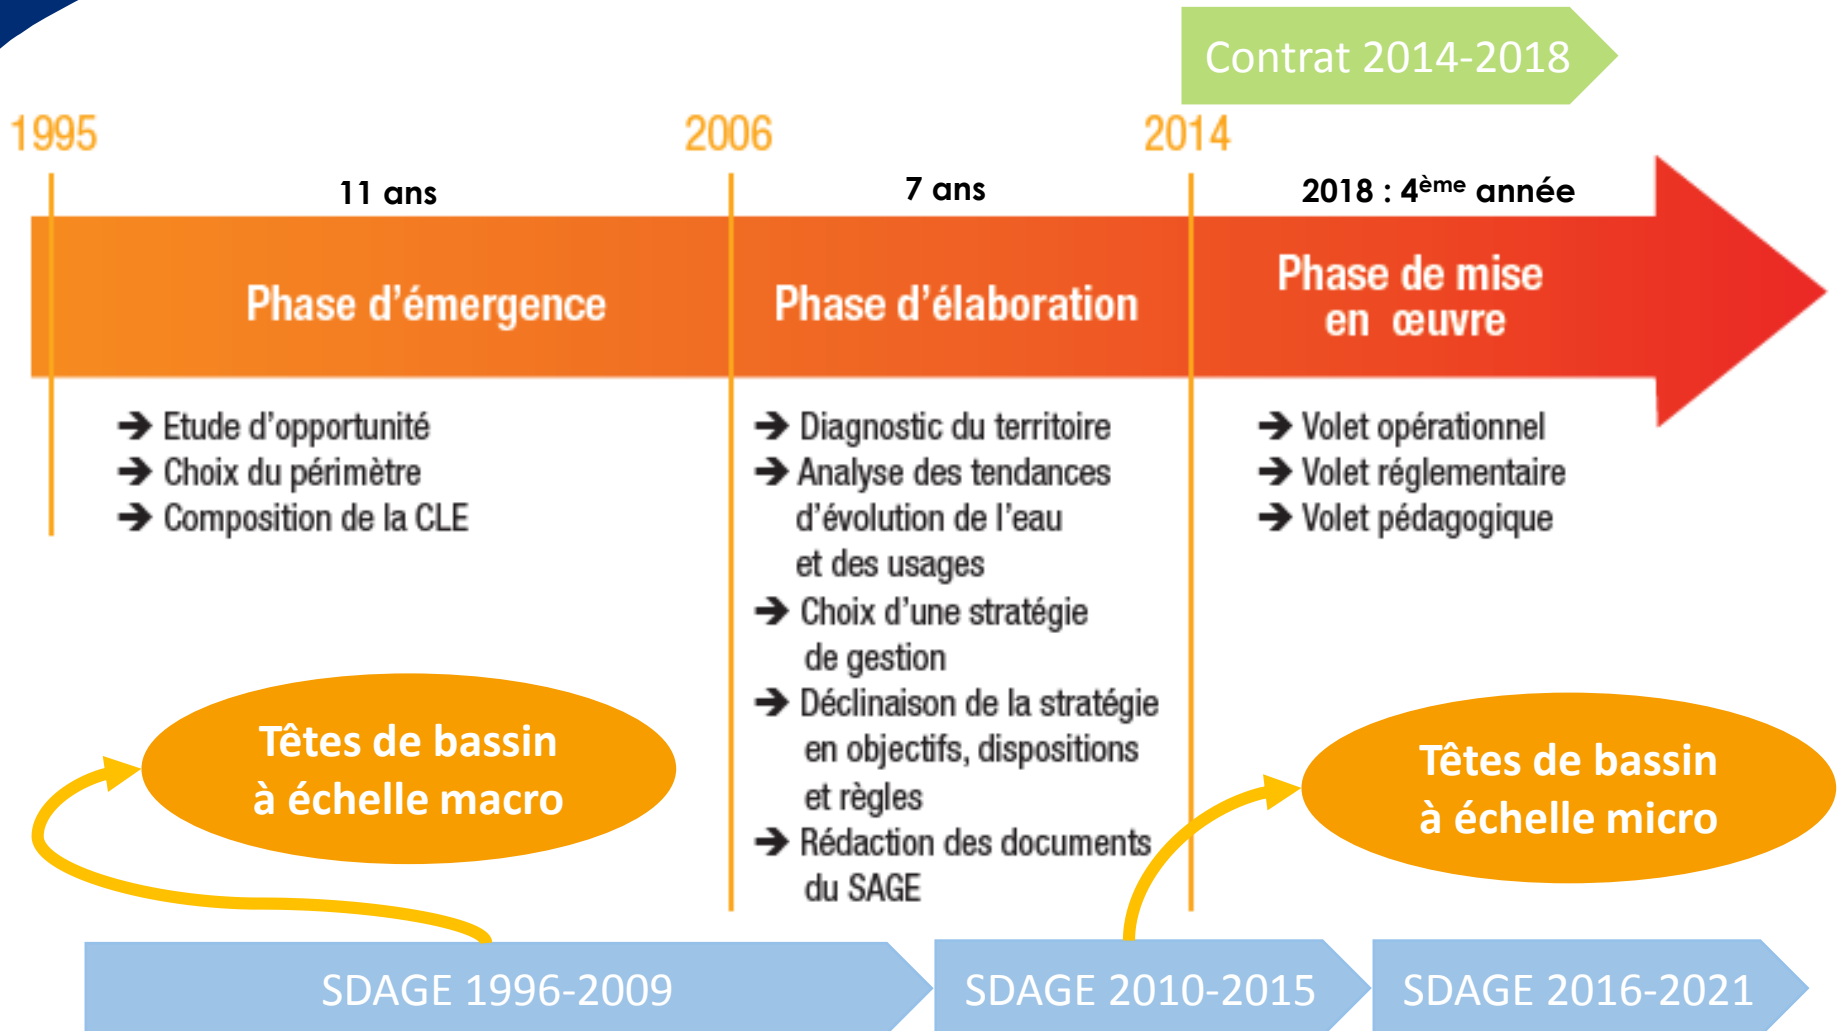 Contrat 2014-2018
1995
2006
2014
11 ans
7 ans
2018 : 4ème année
Phase d'émergence
Phase d'élaboration
Phase de mise
en œuvre
➔ Etude d'opportunité
➔ Choix du périmètre
➔ Composition de la CLE
➔ Diagnostic du territoire
➔ Analyse des tendances
d'évolution de l'eau
et des usages
➔ Choix d'une stratégie
de gestion
➔ Déclinaison de la stratégie
en objectifs, dispositions
et règles
➔ Rédaction des documents
du SAGE
➔ Volet opérationnel
➔ Volet réglementaire
➔ Volet pédagogique
Têtes de bassin
à échelle macro
Têtes de bassin
à échelle micro
SDAGE 1996-2009
SDAGE 2010-2015
SDAGE 2016-2021